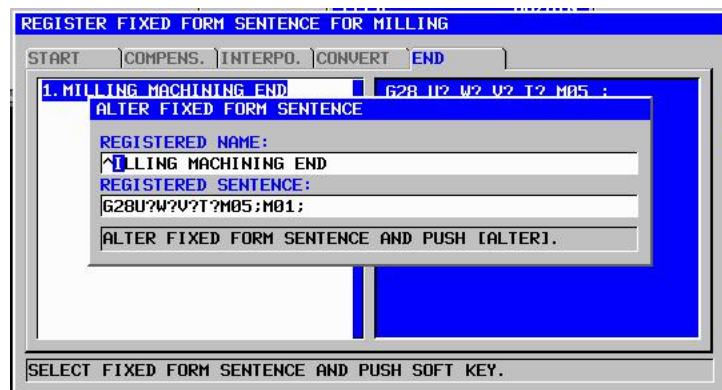 REGISTER FIXED FORM SENTENCE FOR MILLING
START COMPENS. INTERPO. CONVERT END
1.MILLING MACHINING END G28 U? W? V? T? M05 ;
ALTER FIXED FORM SENTENCE
REGISTERED NAME:
^ILLING MACHINING END
REGISTERED SENTENCE:
G28U?W?V?T?M05;M01;
ALTER FIXED FORM SENTENCE AND PUSH [ALTER].
SELECT FIXED FORM SENTENCE AND PUSH SOFT KEY.